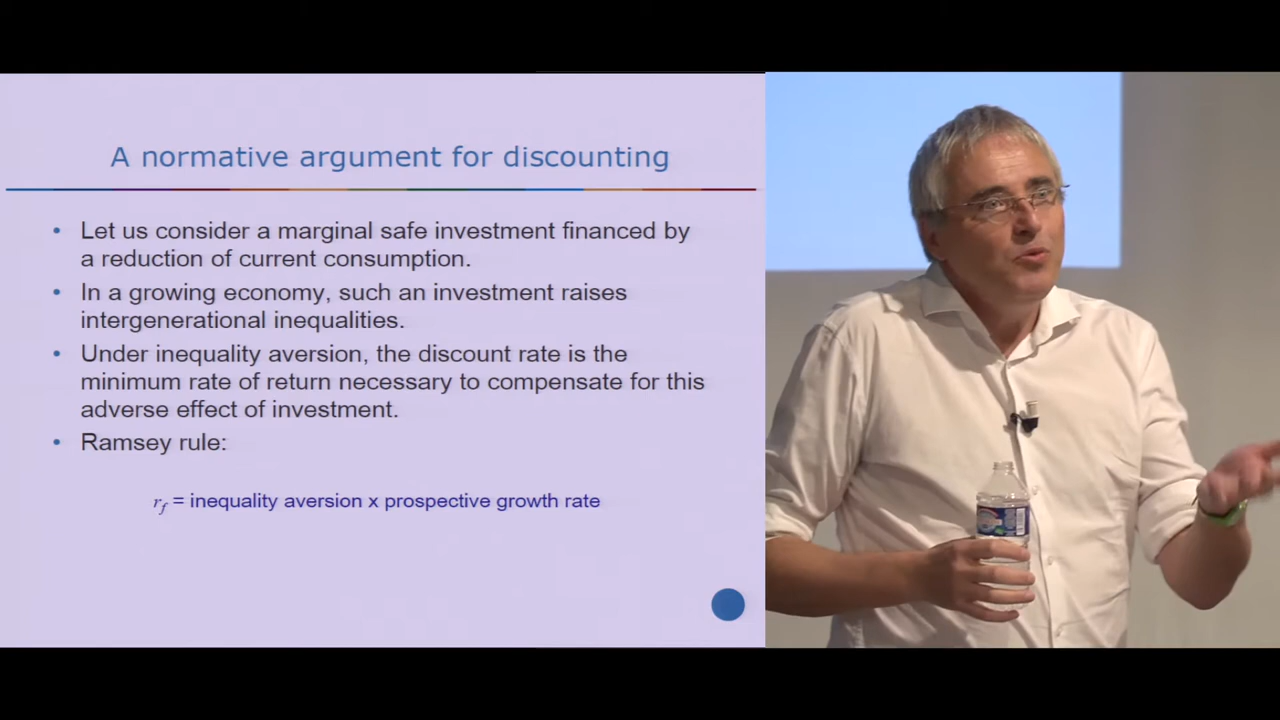 A normative argument for discounting
• Let us consider a marginal safe investment financed by
a reduction of current consumption.
• In a growing economy, such an investment raises
intergenerational inequalities.
• Under inequality aversion, the discount rate is the
minimum rate of return necessary to compensate for this
adverse effect of investment.
• Ramsey rule:
r_f = inequality aversion x prospective growth rate